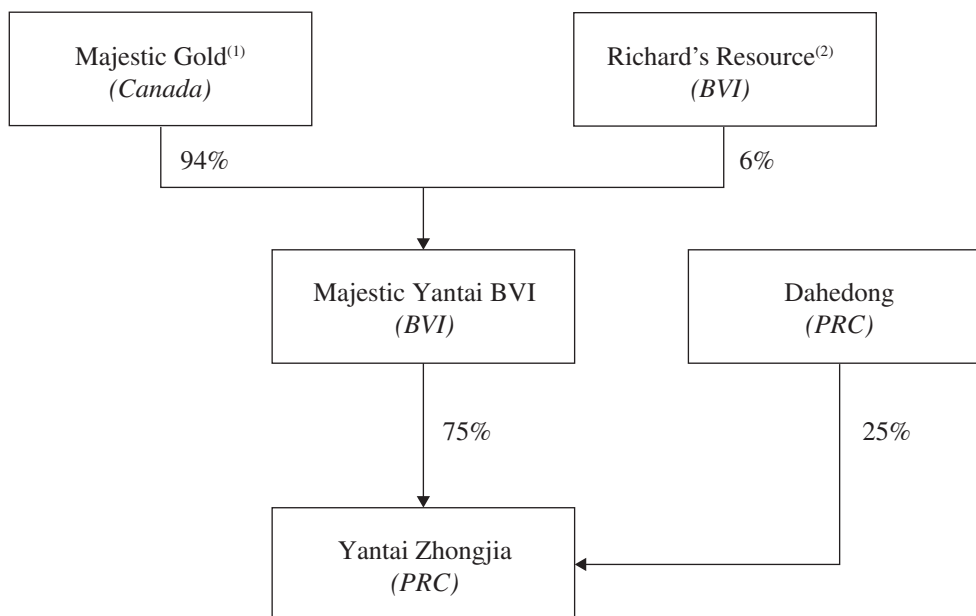 Majestic Gold(1)
(Canada)
Richard’s Resource(2)
(BVI)
94%
6%
Majestic Yantai BVI
(BVI)
Dahedong
(PRC)
75%
25%
Yantai Zhongjia
(PRC)